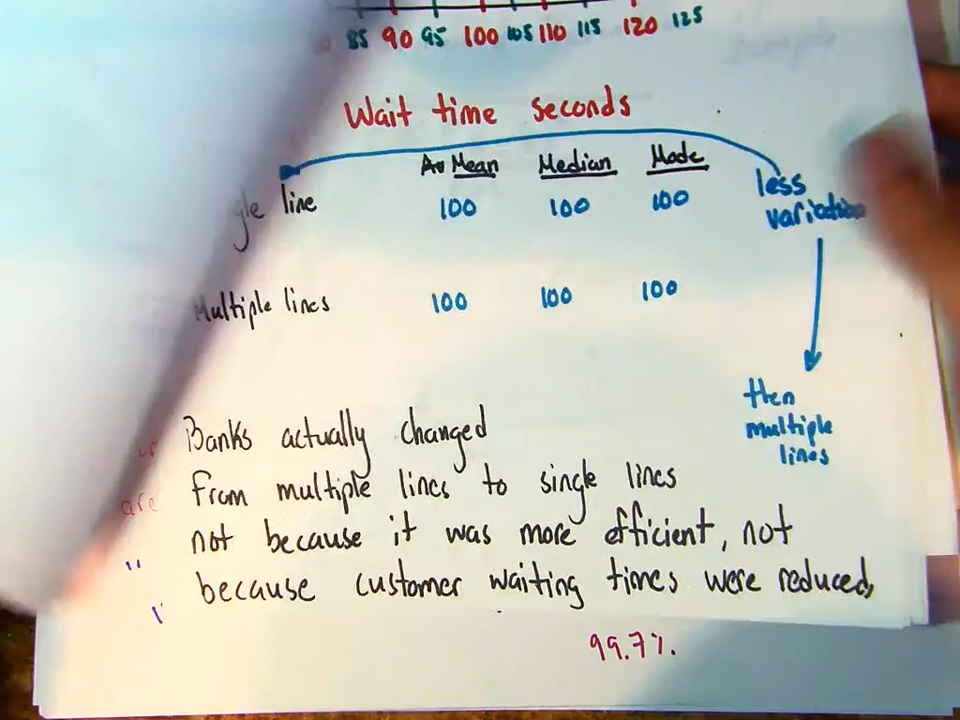 85 90 95 100 105 110 115 120 125
Wait time seconds
Mean Median Mode
line 100 100 100
less
variation
Multiple lines 100 100 100
then
multiple
lines
Banks actually changed
from multiple lines to single lines
are
not because it was more efficient, not
because customer waiting times were reduced,
99.7%.